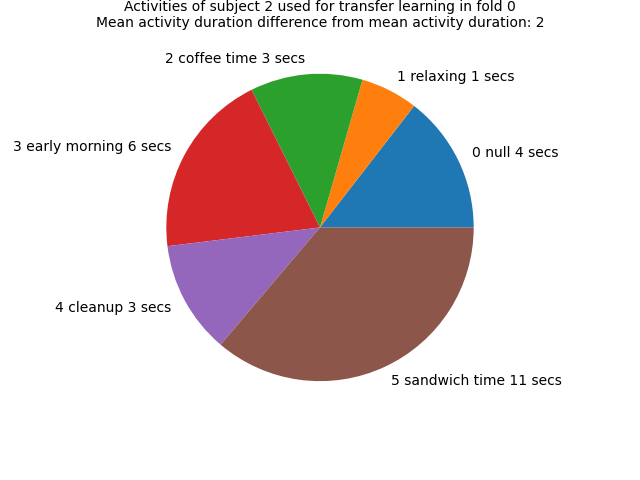 Activities of subject 2 used for transfer learning in fold 0
Mean activity duration difference from mean activity duration: 2
2 coffee time 3 secs
1 relaxing 1 secs
3 early morning 6 secs
0 null 4 secs
4 cleanup 3 secs
5 sandwich time 11 secs